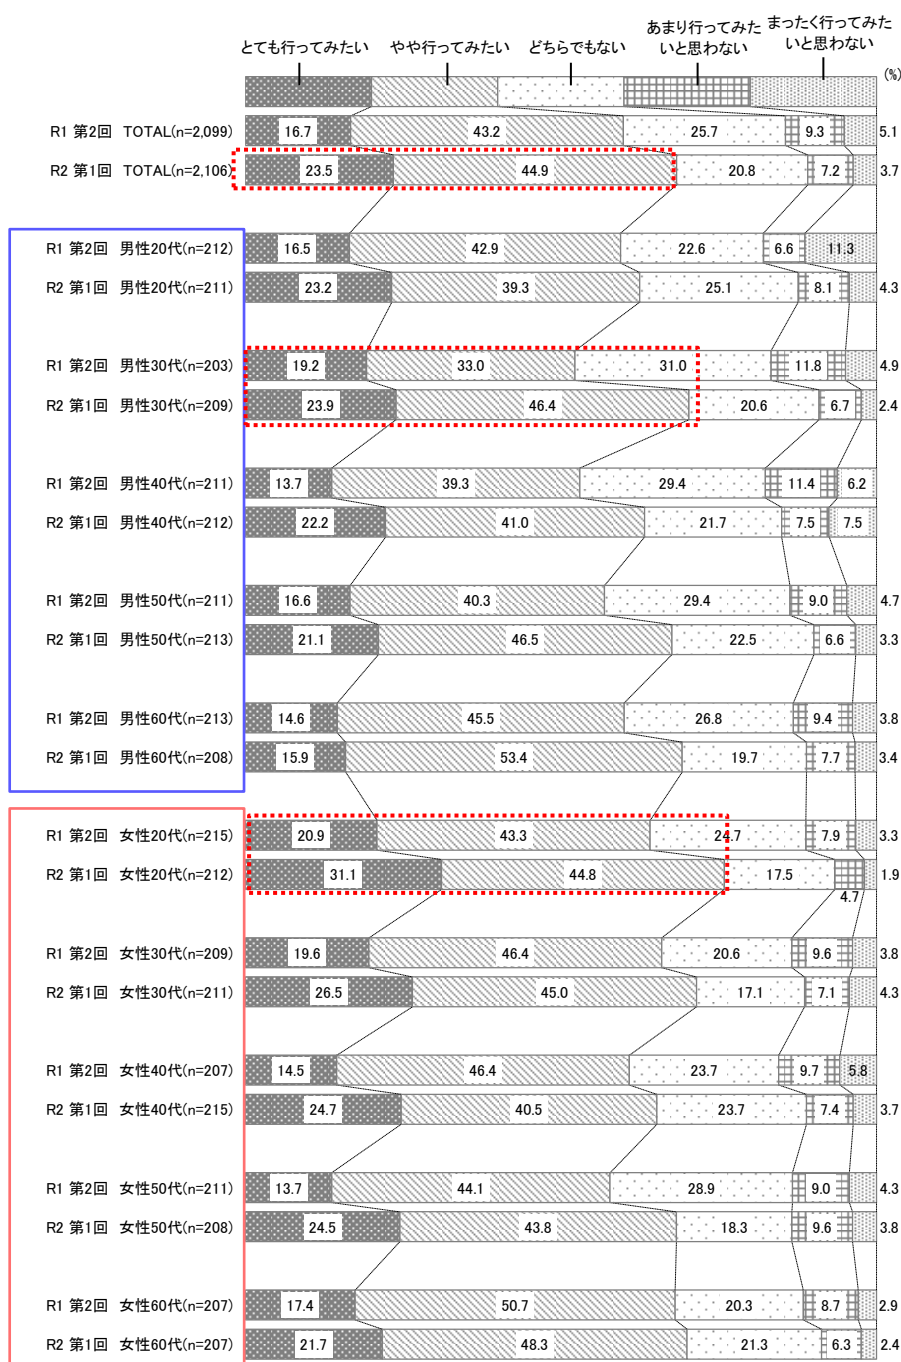 とても行ってみたい やや行ってみたい どちらでもない あまり行ってみた まったく行ってみた
いと思わない いと思わない
(%)
R1 第2回 TOTAL(n=2,099) 16.7 43.2 25.7 9.3 5.1
R2 第1回 TOTAL(n=2,106) 23.5 44.9 20.8 7.2 3.7
R1 第2回 男性20代(n=212) 16.5 42.9 22.6 6.6 11.3
R2 第1回 男性20代(n=211) 23.2 39.3 25.1 8.1 4.3
R1 第2回 男性30代(n=203) 19.2 33.0 31.0 11.8 4.9
R2 第1回 男性30代(n=209) 23.9 46.4 20.6 6.7 2.4
R1 第2回 男性40代(n=211) 13.7 39.3 29.4 11.4 6.2
R2 第1回 男性40代(n=212) 22.2 41.0 21.7 7.5 7.5
R1 第2回 男性50代(n=211) 16.6 40.3 29.4 9.0 4.7
R2 第1回 男性50代(n=213) 21.1 46.5 22.5 6.6 3.3
R1 第2回 男性60代(n=213) 14.6 45.5 26.8 9.4 3.8
R2 第1回 男性60代(n=208) 15.9 53.4 19.7 7.7 3.4
R1 第2回 女性20代(n=215) 20.9 43.3 24.7 7.9 3.3
R2 第1回 女性20代(n=212) 31.1 44.8 17.5 4.7 1.9
R1 第2回 女性30代(n=209) 19.6 46.4 20.6 9.6 3.8
R2 第1回 女性30代(n=211) 26.5 45.0 17.1 7.1 4.3
R1 第2回 女性40代(n=207) 14.5 46.4 23.7 9.7 5.8
R2 第1回 女性40代(n=215) 24.7 40.5 23.7 7.4 3.7
R1 第2回 女性50代(n=211) 13.7 44.1 28.9 9.0 4.3
R2 第1回 女性50代(n=208) 24.5 43.8 18.3 9.6 3.8
R1 第2回 女性60代(n=207) 17.4 50.7 20.3 8.7 2.9
R2 第1回 女性60代(n=207) 21.7 48.3 21.3 6.3 2.4